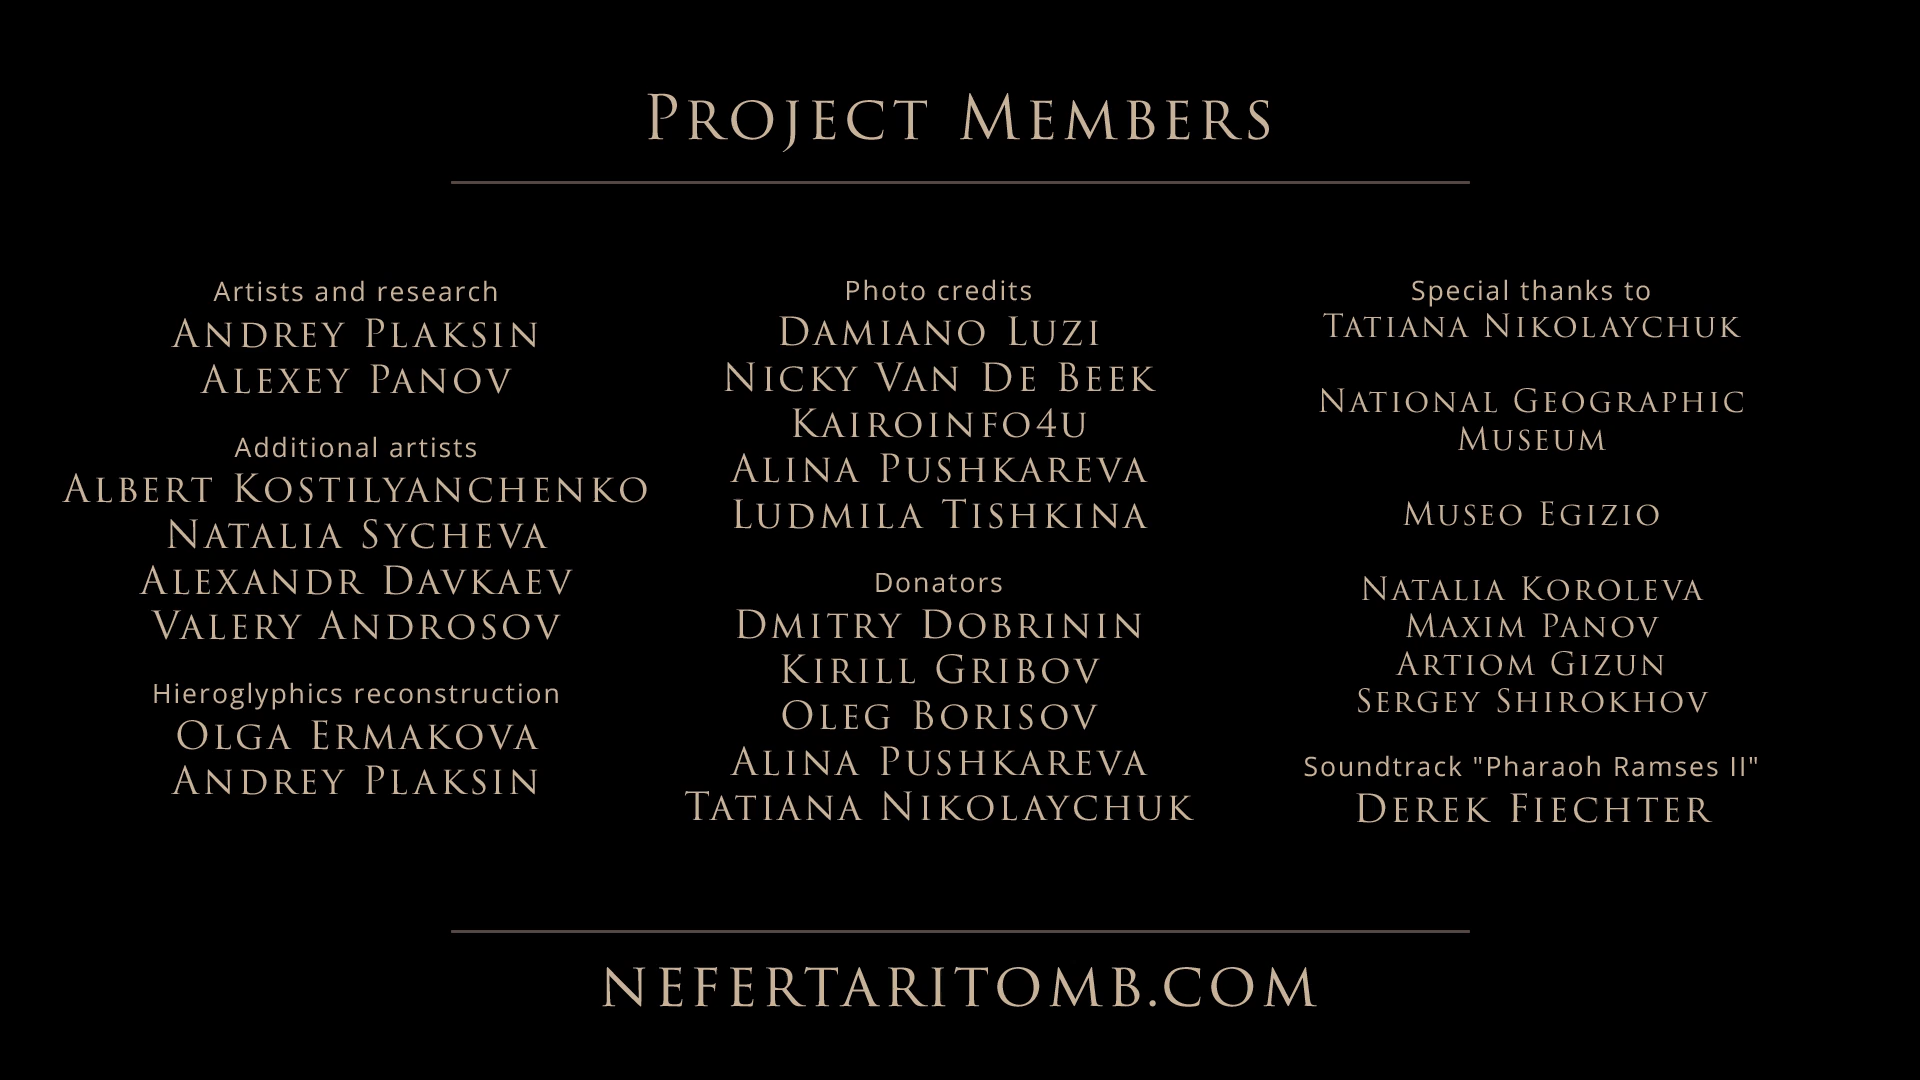 Project Members
Artists and research
Andrey Plaksin
Alexey Panov
Additional artists
Albert Kostilyanchenko
Natalia Sycheva
Alexandr Davkaev
Valery Androsov
Hieroglyphics reconstruction
Olga Ermakova
Andrey Plaksin
Photo credits
Damiano Luzi
Nicky Van De Beek
Kairoinfo4u
Alina Pushkareva
Ludmila Tishkina
Donators
Dmitry Dobrinin
Kirill Gribov
Oleg Borisov
Alina Pushkareva
Tatiana Nikolaychuk
Special thanks to
Tatiana Nikolaychuk
National Geographic
Museum
Museo Egizio
Natalia Koroleva
Maxim Panov
Artiom Gizun
Sergey Shirokhov
Soundtrack "Pharaoh Ramses II"
Derek Fiechter
NEFERTARITOMB.COM